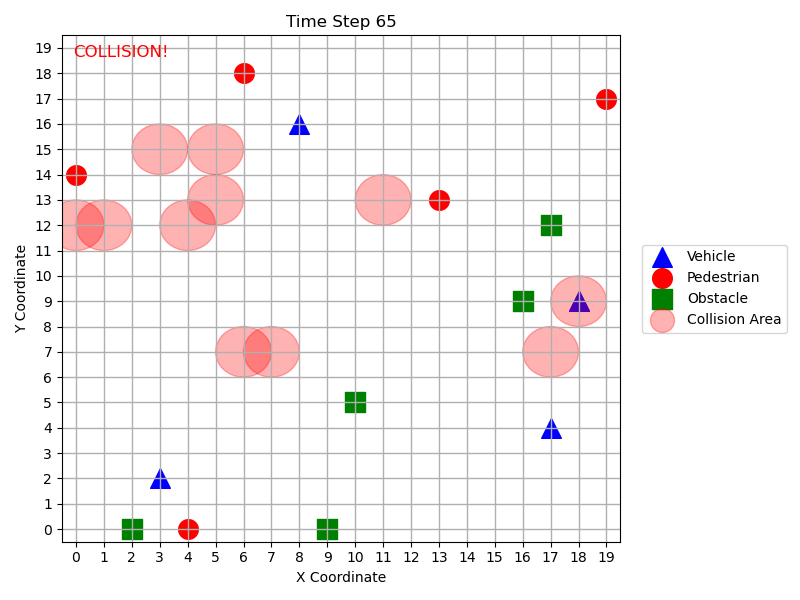 Time Step 65
COLLISION!
19
18
17
16
15
14
13
12
11
10
9
8
7
6
5
4
3
2
1
0
Y Coordinate
0 1 2 3 4 5 6 7 8 9 10 11 12 13 14 15 16 17 18 19
X Coordinate
Vehicle
Pedestrian
Obstacle
Collision Area